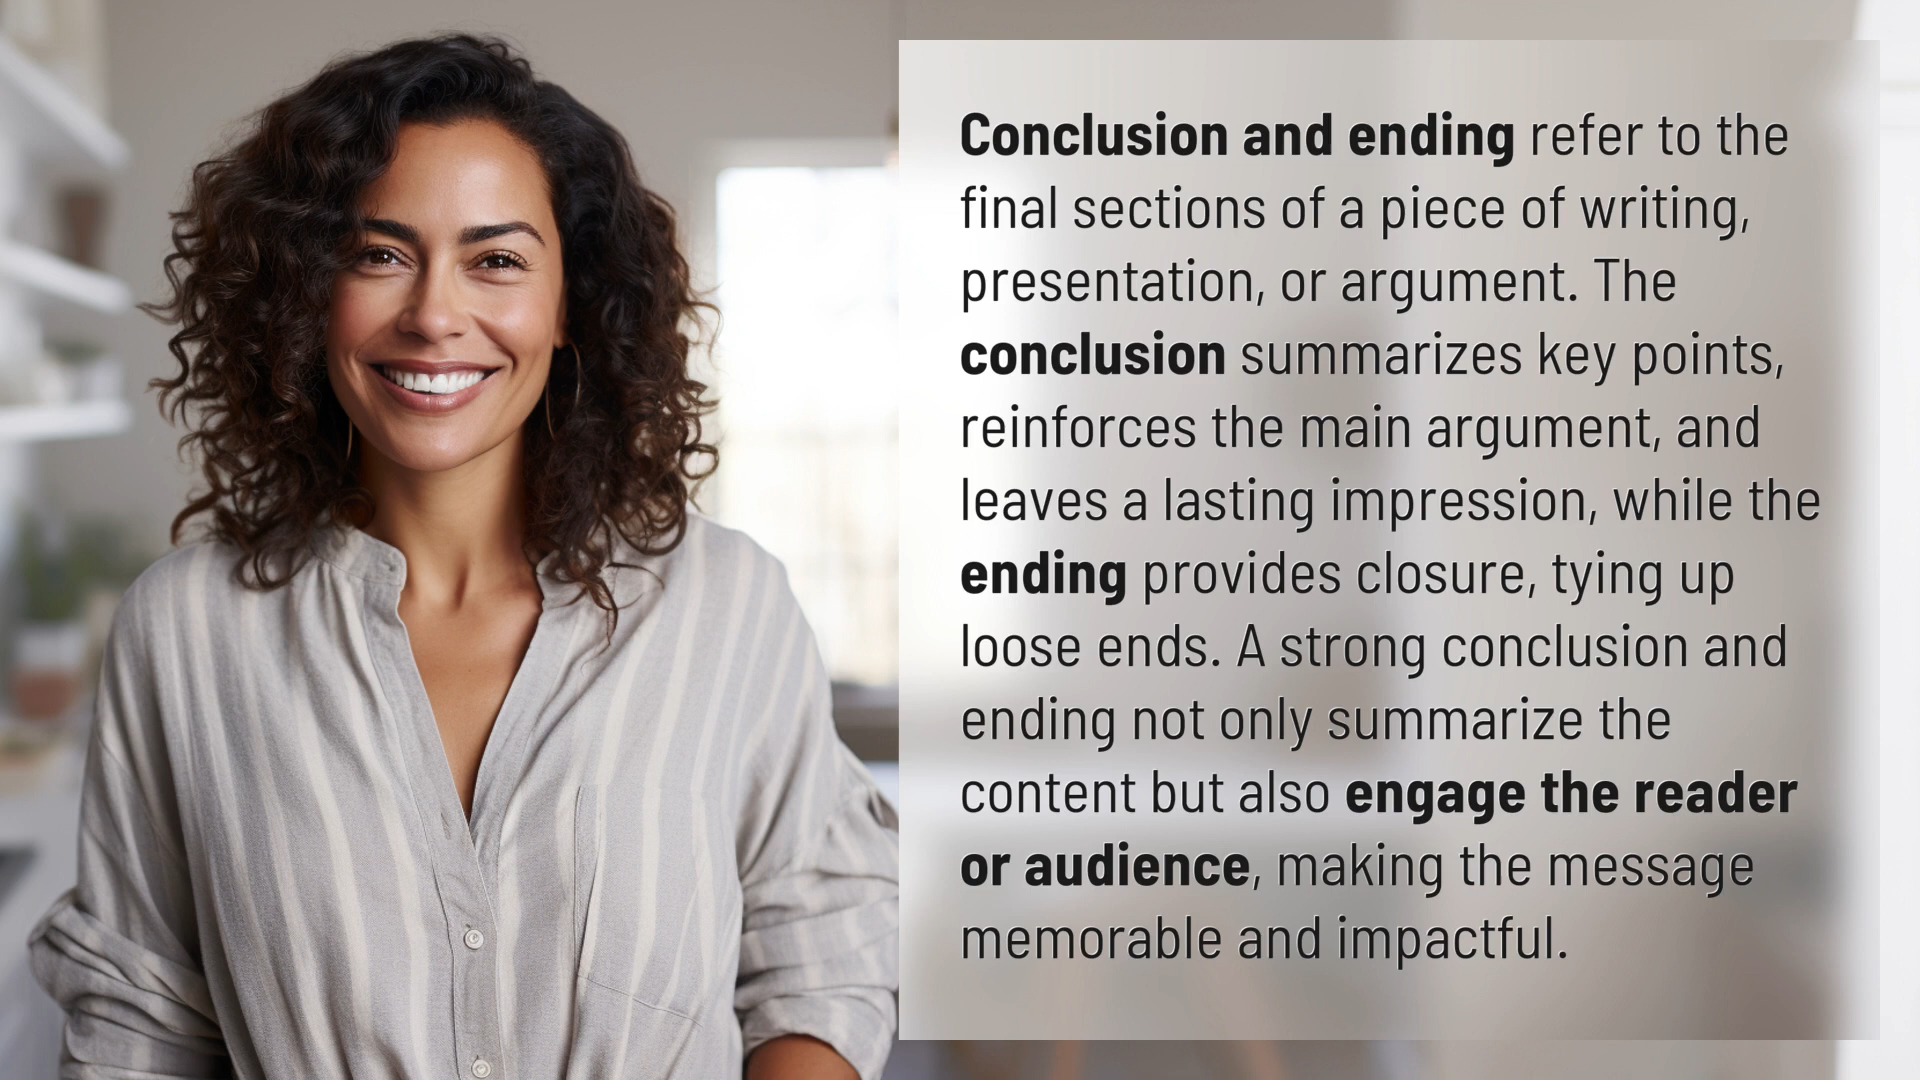 Conclusion and ending refer to the
final sections of a piece of writing,
presentation, or argument. The
conclusion summarizes key points,
reinforces the main argument, and
leaves a lasting impression, while the
ending provides closure, tying up
loose ends. A strong conclusion and
ending not only summarize the
content but also engage the reader
or audience, making the message
memorable and impactful.